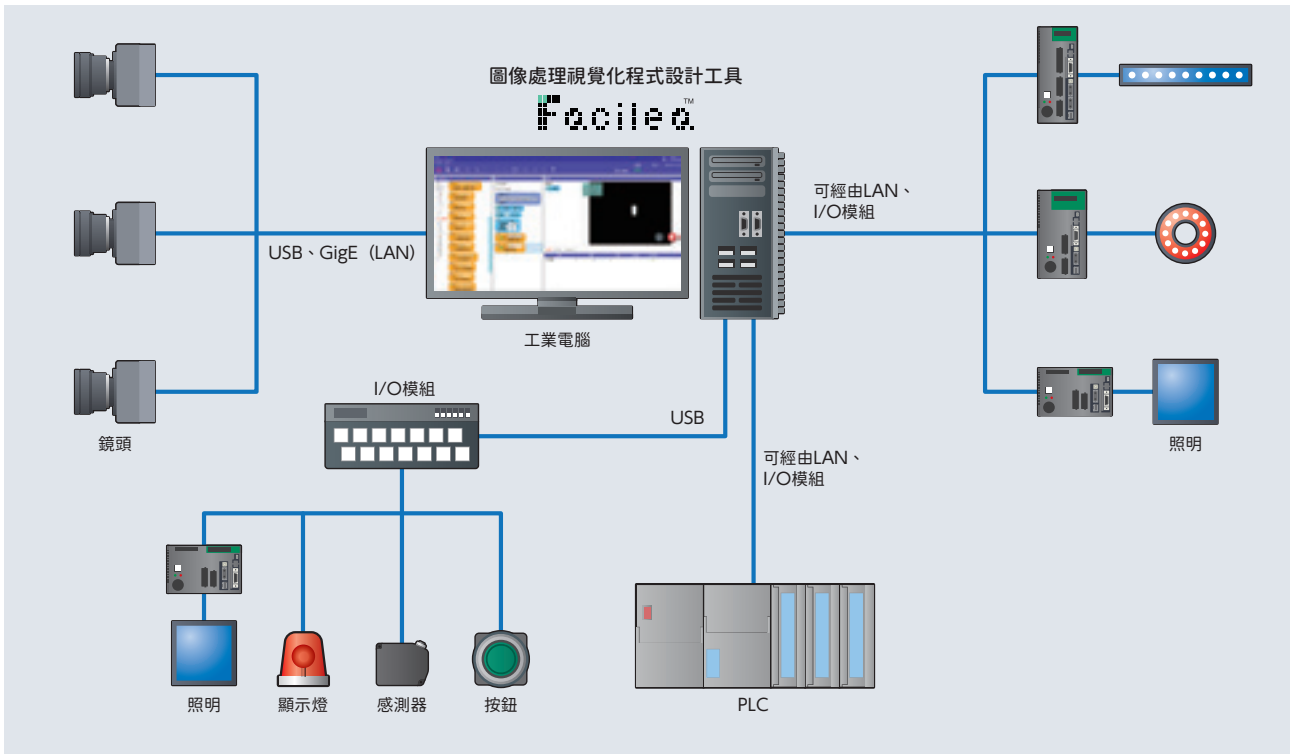 圖像處理視覺化程式設計工具
Facilea™
可經由LAN、
I/O模組
USB、GigE（LAN）
工業電腦
I/O模組
USB
鏡頭
可經由LAN、
I/O模組
照明
照明
顯示燈
感測器
按鈕
PLC